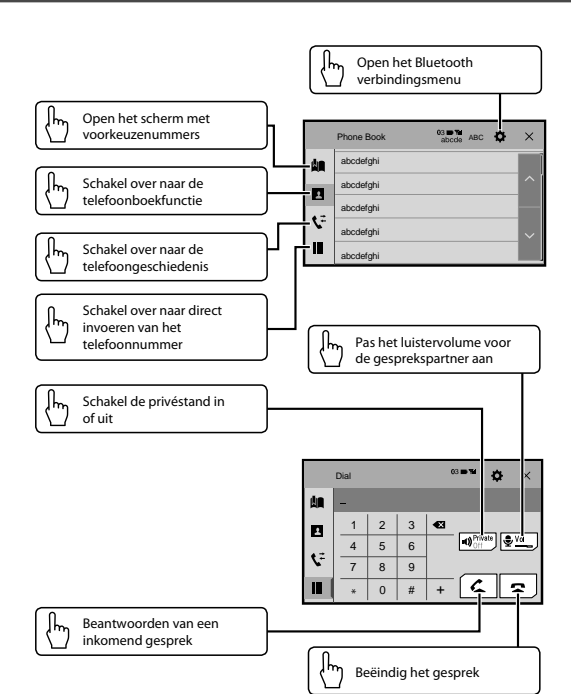 Open het Bluetooth
verbindingsmenu
Open het scherm met
voorkeuzenummers
Schakel over naar de
telefoonboekfunctie
Schakel over naar de
telefoongeschiedenis
Schakel over naar direct
invoeren van het
telefoonnummer
Phone Book
03
abcde
ABC
abcdefghi
abcdefghi
abcdefghi
abcdefghi
abcdefghi
Pas het luistervolume voor
de gesprekspartner aan
Schakel de privéstand in
of uit
Dial
03
_
1 2 3
4 5 6
7 8 9
* 0 # +
Private
Off
Vol
Beantwoorden van een
inkomend gesprek
Beëindig het gesprek